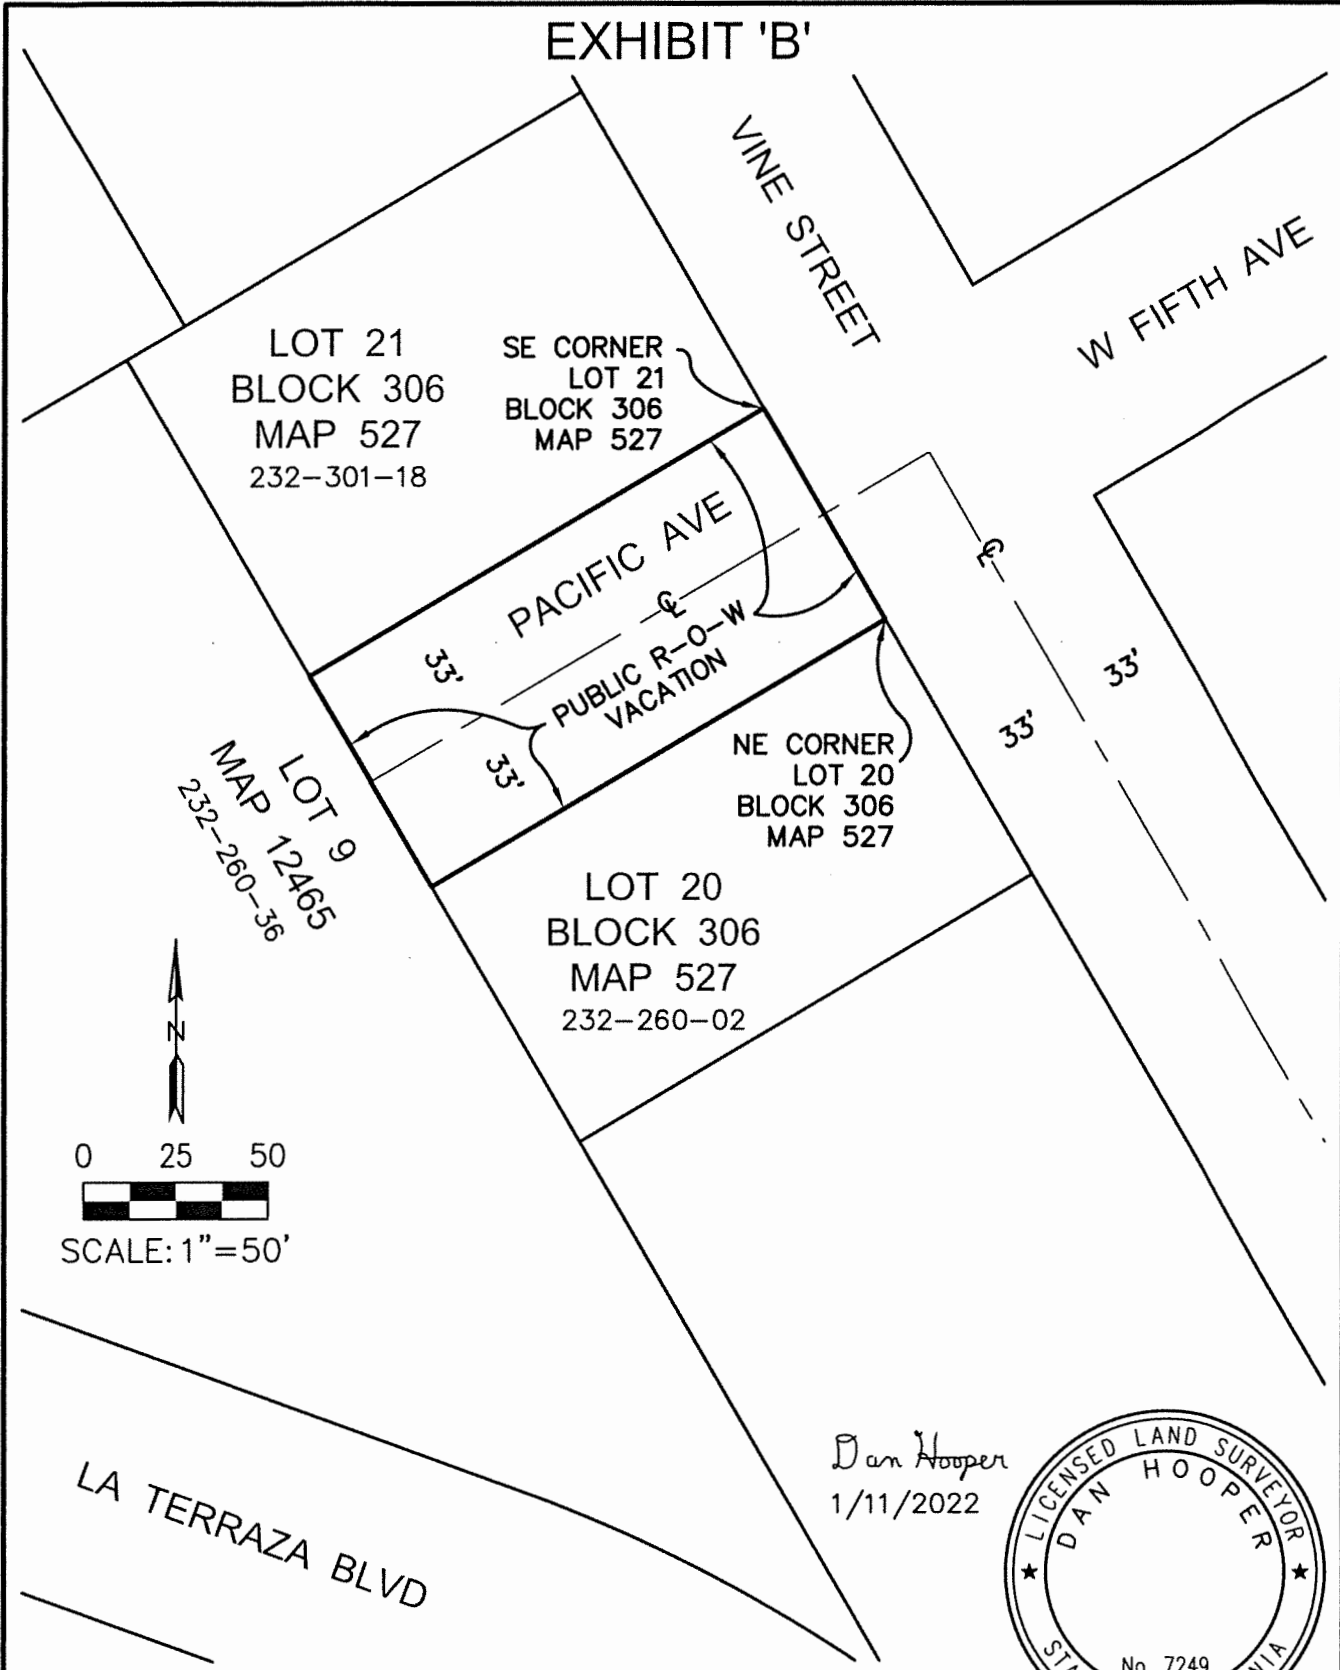 EXHIBIT 'B'
VINE STREET
W FIFTH AVE
LOT 21
BLOCK 306
MAP 527
232-301-18
SE CORNER
LOT 21
BLOCK 306
MAP 527
PACIFIC AVE
℄
℄
33'
PUBLIC R-O-W
VACATION
33'
33'
33'
NE CORNER
LOT 20
BLOCK 306
MAP 527
LOT 9
MAP 12465
232-260-36
LOT 20
BLOCK 306
MAP 527
232-260-02
N
0 25 50
SCALE: 1"=50'
LA TERRAZA BLVD
Dan Hooper
1/11/2022
LICENSED LAND SURVEYOR
DAN HOOPER
No. 7249